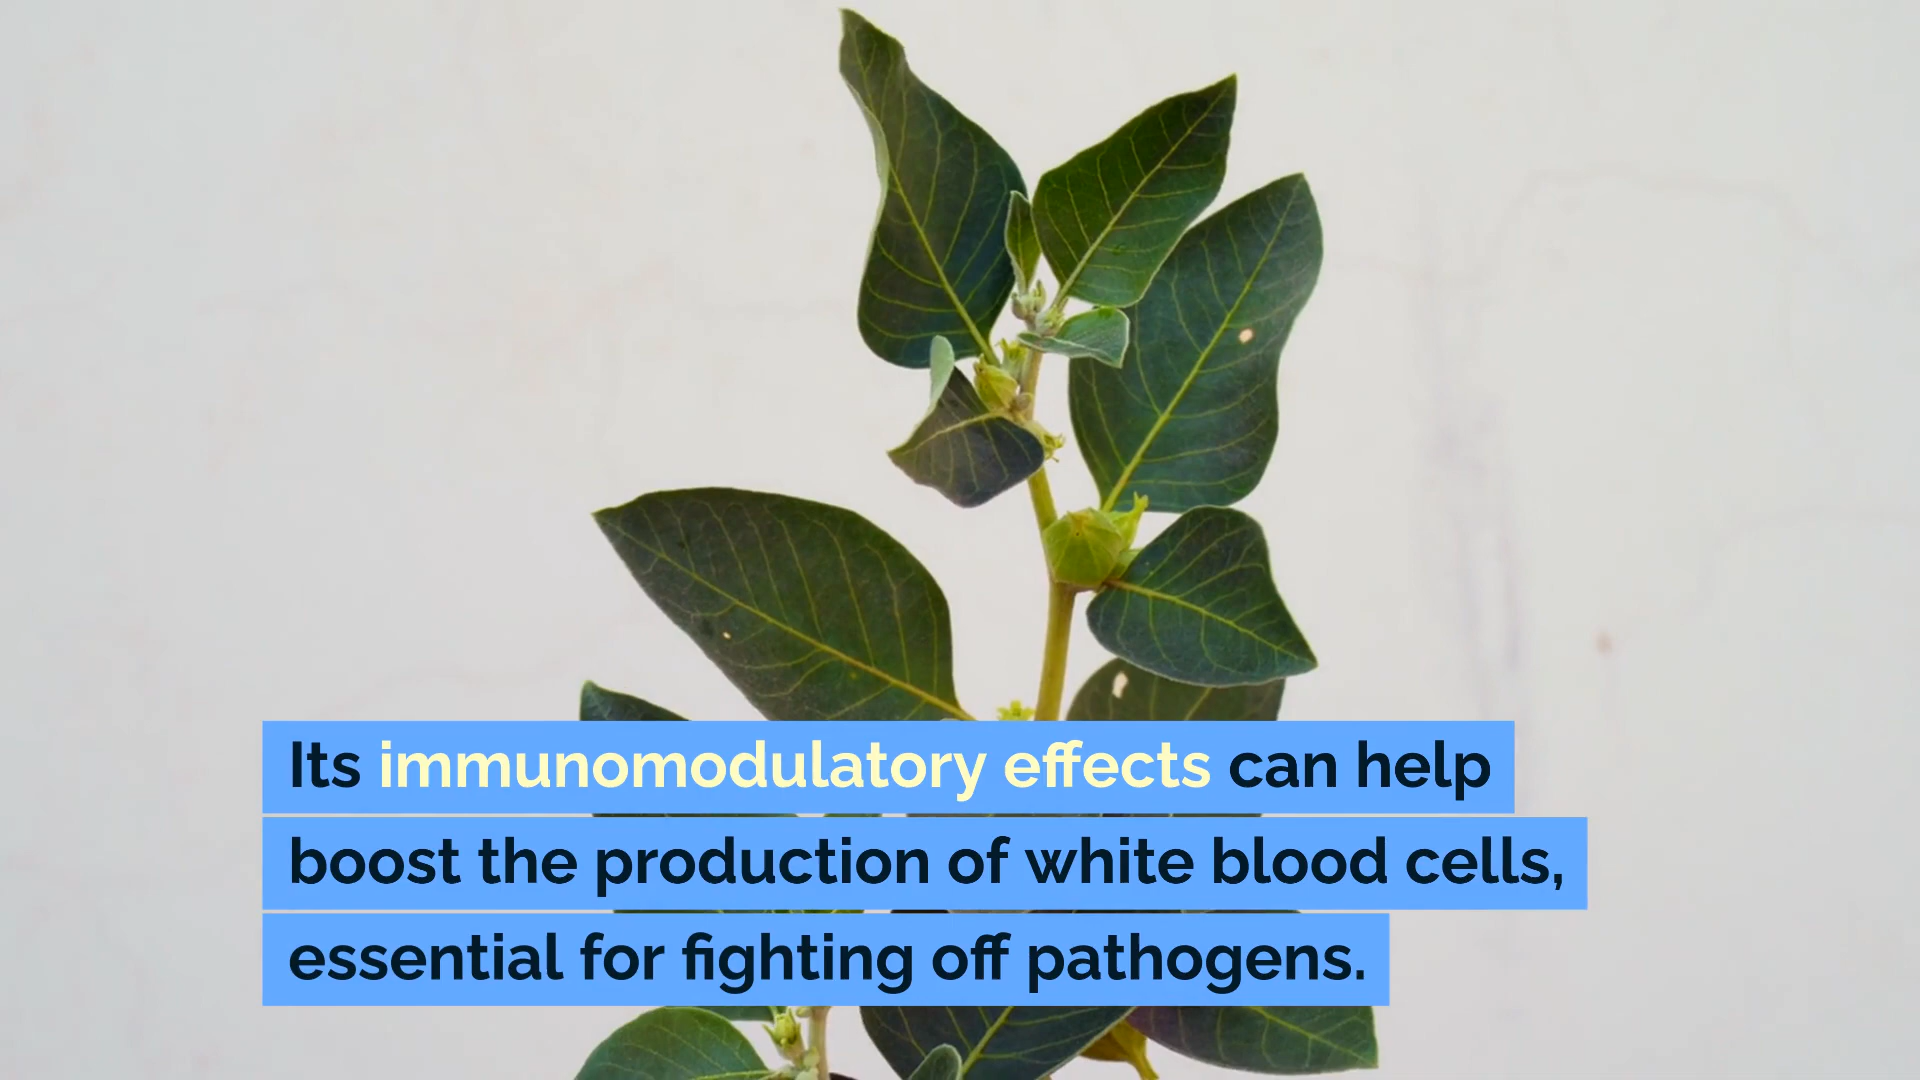 Its immunomodulatory effects can help
boost the production of white blood cells,
essential for fighting off pathogens.